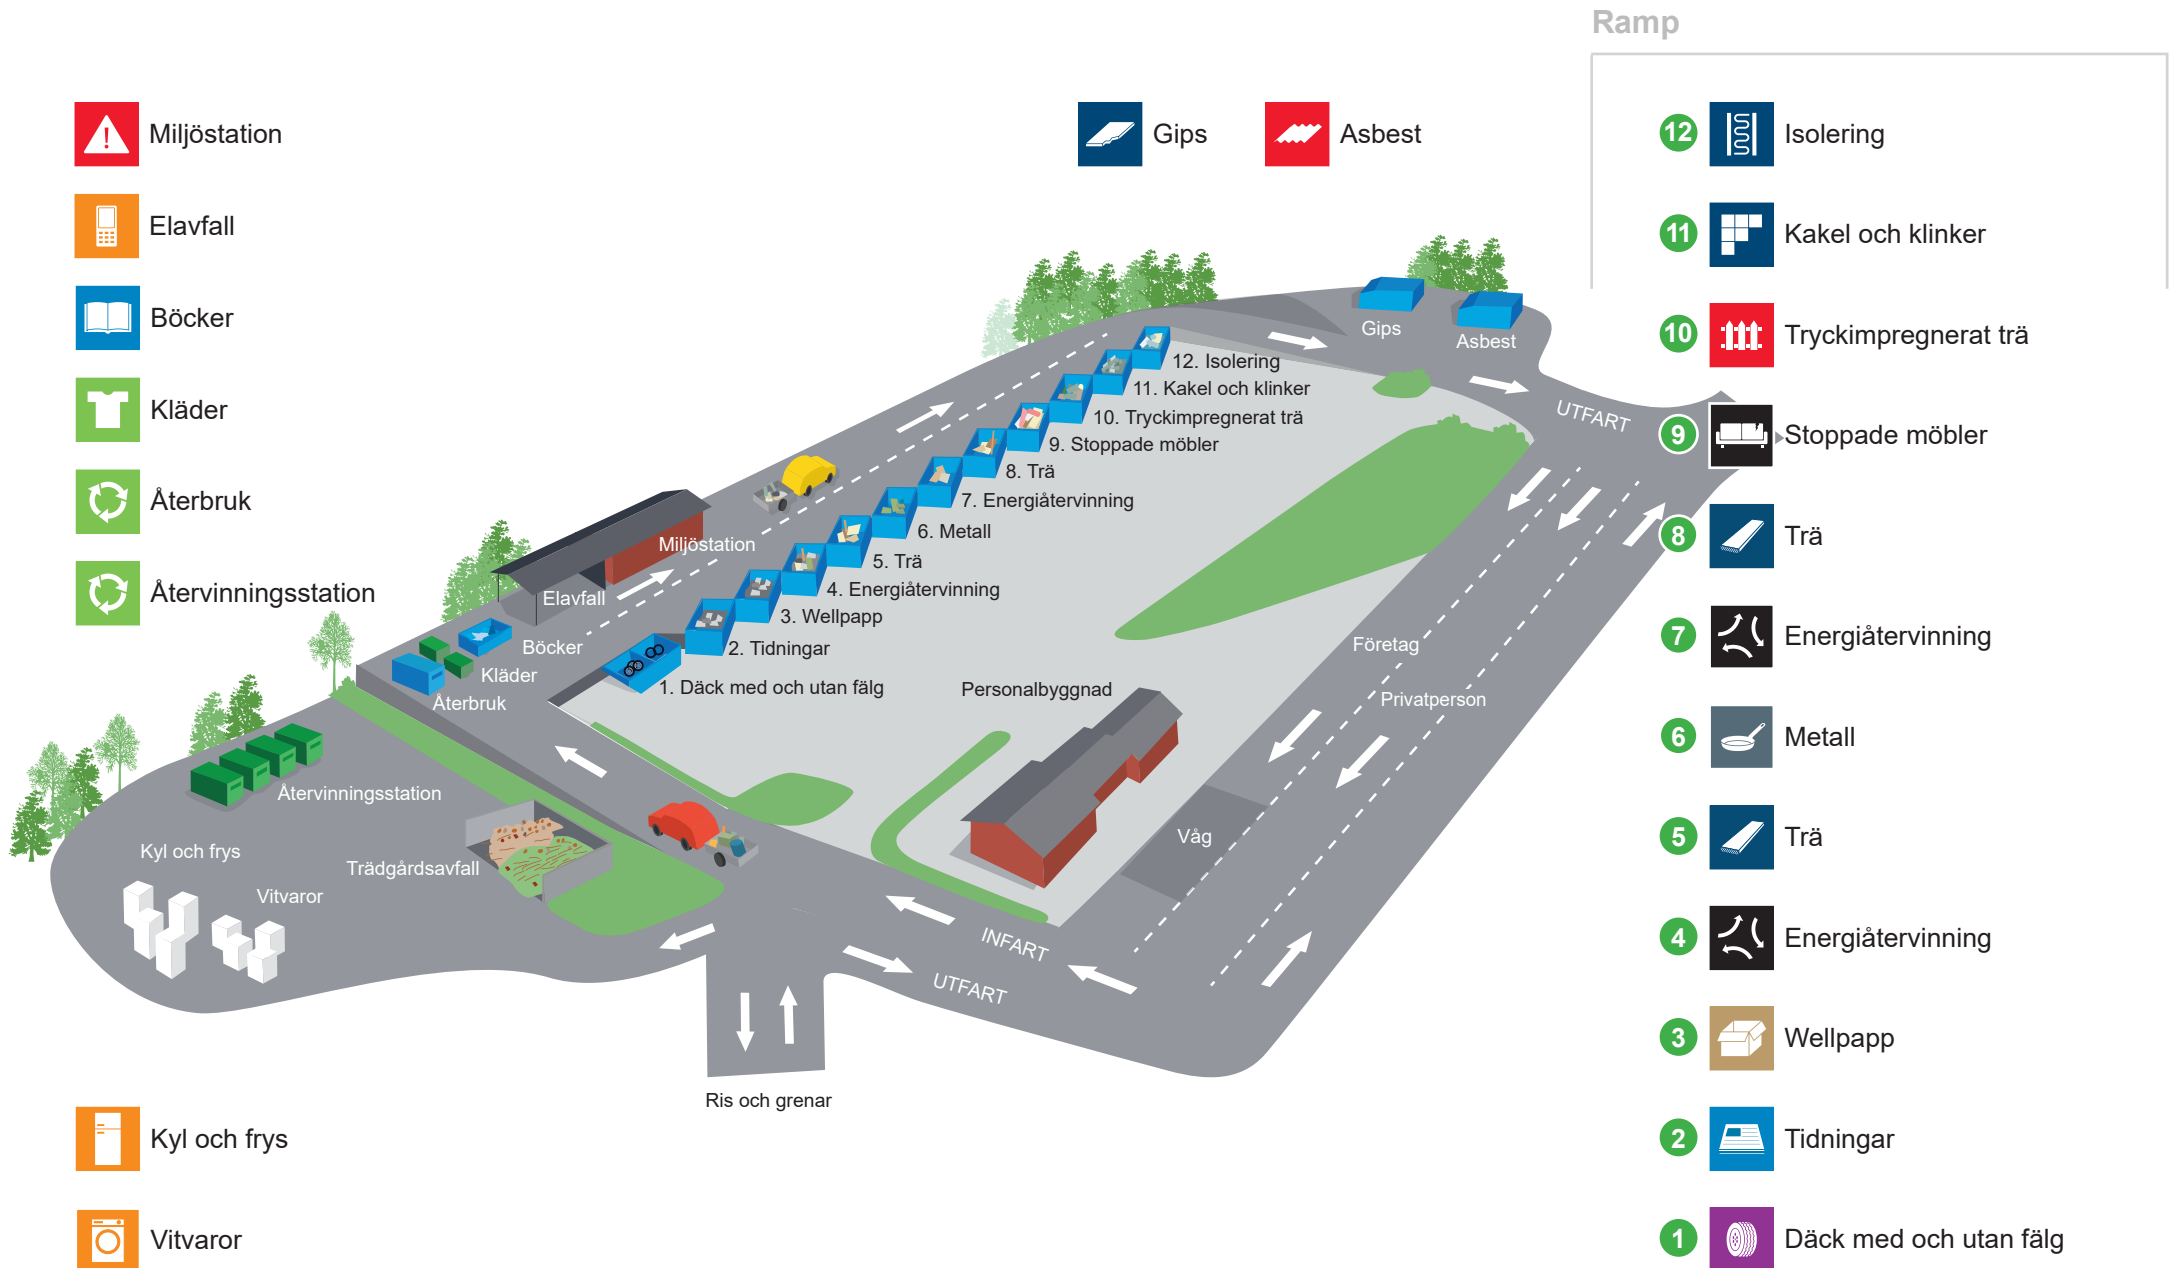 Ramp
Miljöstation
Elavfall
Böcker
Kläder
Återbruk
Återvinningsstation
Gips
Asbest
12 Isolering
11 Kakel och klinker
10 Tryckimpregnerat trä
9 Stoppade möbler
8 Trä
7 Energiåtervinning
6 Metall
5 Trä
4 Energiåtervinning
3 Wellpapp
2 Tidningar
1 Däck med och utan fälg
Gips
Asbest
UTFART
12. Isolering
11. Kakel och klinker
10. Tryckimpregnerat trä
9. Stoppade möbler
8. Trä
7. Energiåtervinning
6. Metall
5. Trä
4. Energiåtervinning
3. Wellpapp
2. Tidningar
1. Däck med och utan fälg
Miljöstation
Elavfall
Böcker
Kläder
Återbruk
Företag
Privatperson
Personalbyggnad
Våg
Återvinningsstation
Kyl och frys
Vitvaror
Trädgårdsavfall
INFART
UTFART
Ris och grenar
Kyl och frys
Vitvaror